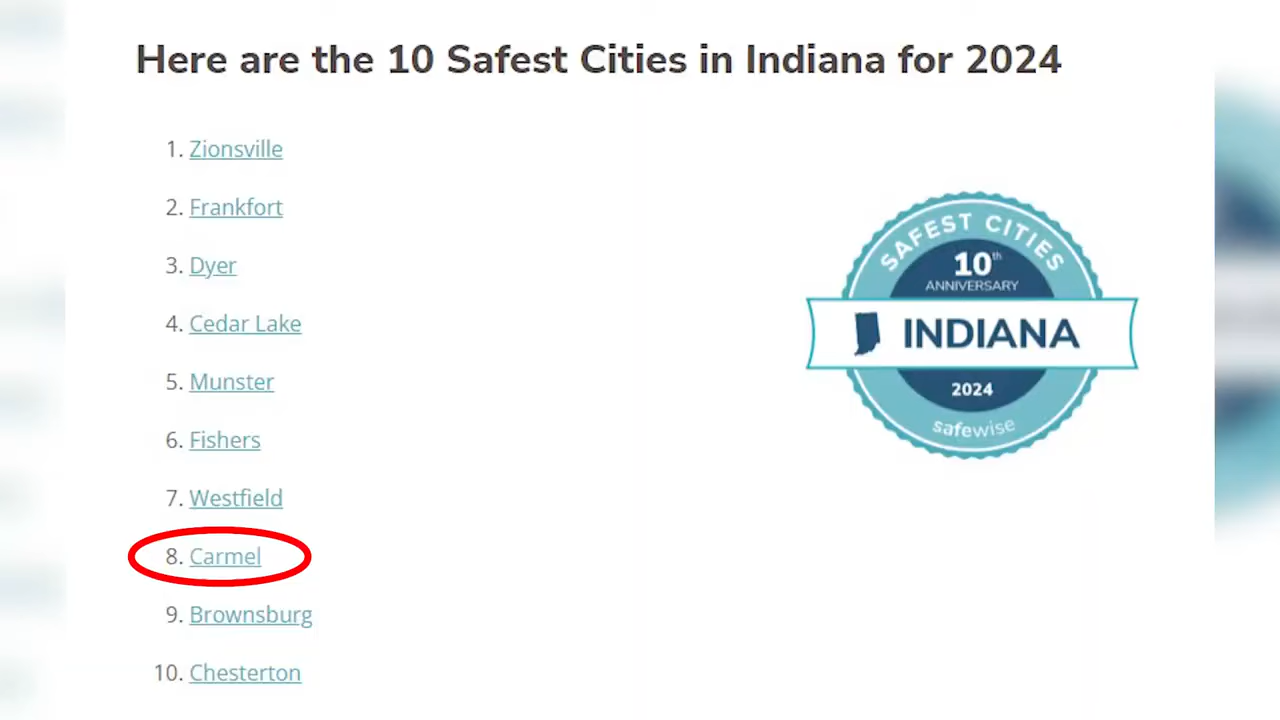 Here are the 10 Safest Cities in Indiana for 2024
1. Zionsville
2. Frankfort
3. Dyer
4. Cedar Lake
5. Munster
6. Fishers
7. Westfield
8. Carmel
9. Brownsburg
10. Chesterton
SAFEST CITIES
10th
ANNIVERSARY
INDIANA
2024
safewise